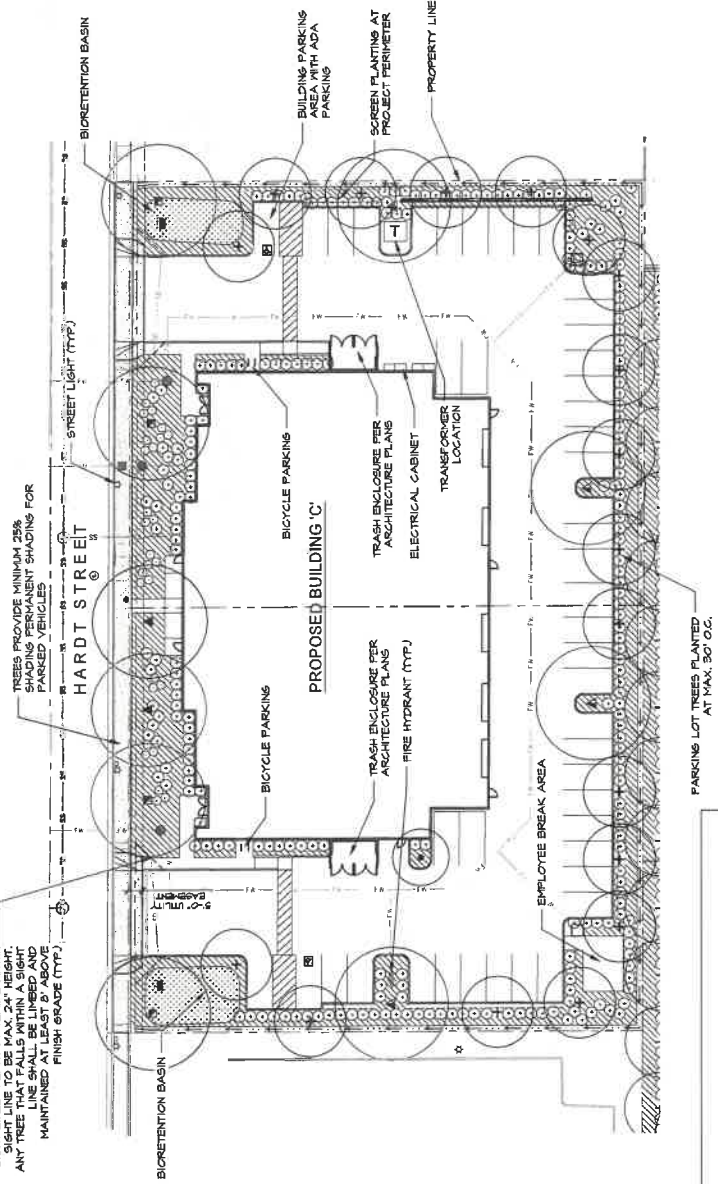 SIGHT LINE TO BE MAX. 24" HEIGHT.
ANY TREE THAT FALLS WITHIN A SIGHT
LINE SHALL BE LIMBED AND
MAINTAINED AT LEAST 8' ABOVE
FINISH GRADE (TYP.)
TREES PROVIDE MINIMUM 25%
SHADING PERMANENT SHADING FOR
PARKED VEHICLES
HARDT STREET
STREET LIGHT (TYP.)
BIORETENTION BASIN
BUILDING PARKING
AREA WITH ADA
PARKING
SCREEN PLANTING AT
PROJECT PERIMETER
PROPERTY LINE
5'-0" UTILITY
EASEMENT
BIORETENTION BASIN
BICYCLE PARKING
BICYCLE PARKING
PROPOSED BUILDING 'C'
TRASH ENCLOSURE PER
ARCHITECTURE PLANS
FIRE HYDRANT (TYP.)
TRASH ENCLOSURE PER
ARCHITECTURE PLANS
ELECTRICAL CABINET
TRANSFORMER
LOCATION
T
EMPLOYEE BREAK AREA
PARKING LOT TREES PLANTED
AT MAX. 30' O.C.